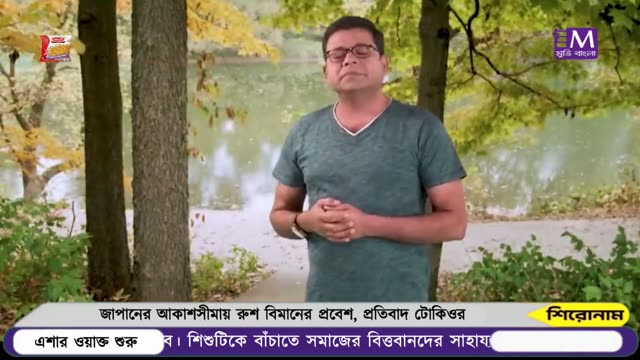 M
মুভি বাংলা
জাপানের আকাশসীমায় রুশ বিমানের প্রবেশ, প্রতিবাদ টোকিওর
শিরোনাম
এশার ওয়াক্ত শুরু
ব। শিশুটিকে বাঁচাতে সমাজের বিত্তবানদের সাহায্য